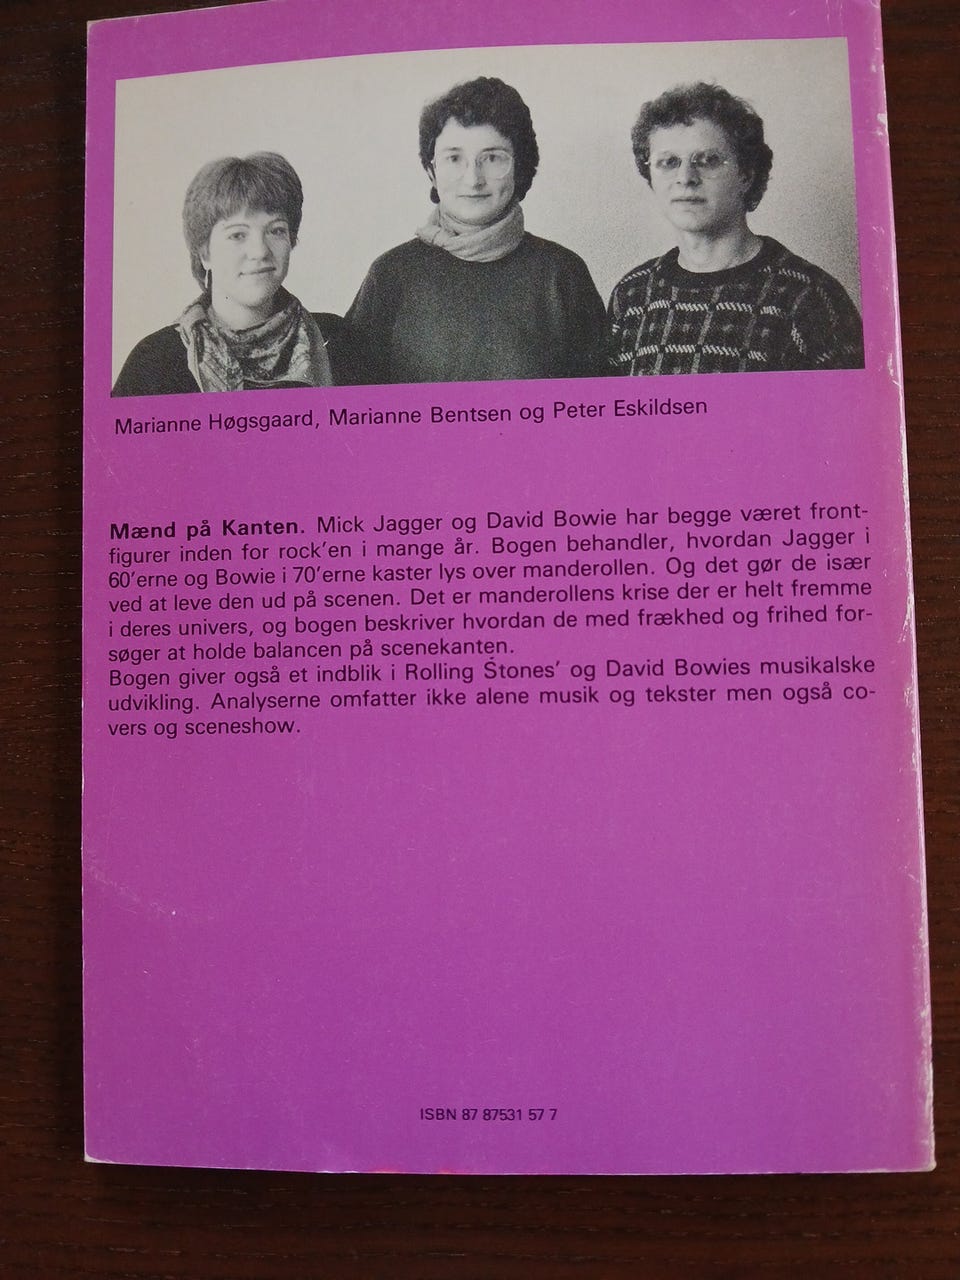 Marianne Høgsgaard, Marianne Bentsen og Peter Eskildsen
Mænd på Kanten. Mick Jagger og David Bowie har begge været front-
figurer inden for rock'en i mange år. Bogen behandler, hvordan Jagger i
60'erne og Bowie i 70'erne kaster lys over manderollen. Og det gør de især
ved at leve den ud på scenen. Det er manderollens krise der er helt fremme
i deres univers, og bogen beskriver hvordan de med frækhed og frihed for-
søger at holde balancen på scenekanten.
Bogen giver også et indblik i Rolling Stones' og David Bowies musikalske
udvikling. Analyserne omfatter ikke alene musik og tekster men også co-
vers og sceneshow.
ISBN 87 87531 57 7